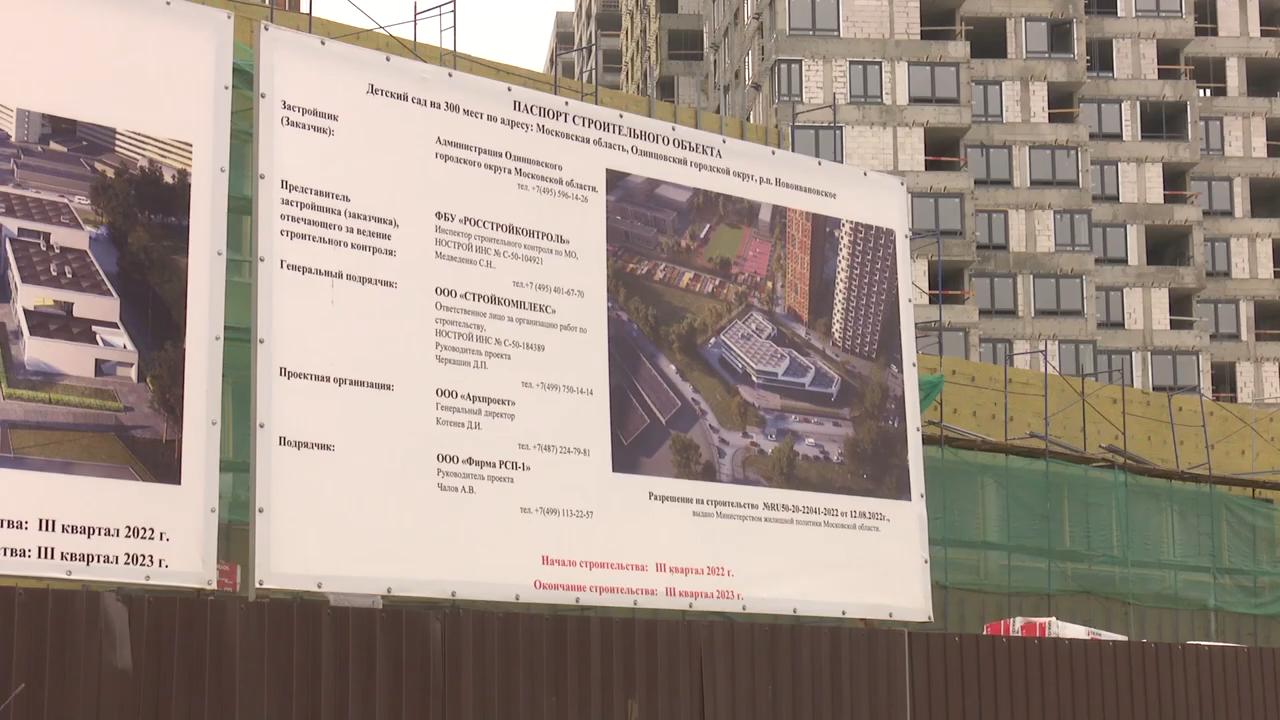 ПАСПОРТ СТРОИТЕЛЬНОГО ОБЪЕКТА
Детский сад на 300 мест по адресу: Московская область, Одинцовский городской округ, р.п. Новоивановское
Застройщик
(Заказчик):
Администрация Одинцовского
городского округа Московской области.
тел. +7(495) 596-14-26
Представитель
застройщика (заказчика),
отвечающего за ведение
строительного контроля:
ФБУ «РОССТРОЙКОНТРОЛЬ»
Инспектор строительного контроля по МО,
НОСТРОЙ ИНС № С-50-104921
Медведенко С.Н..
тел.+7 (495) 401-67-70
Генеральный подрядчик:
ООО «СТРОЙКОМПЛЕКС»
Ответственное лицо за организацию работ по
строительству,
НОСТРОЙ ИНС № С-50-184389
Руководитель проекта
Черкашин Д.П.
тел. +7(499) 750-14-14
Проектная организация:
ООО «Архпроект»
Генеральный директор
Котенев Д.И.
тел. +7(487) 224-79-81
Подрядчик:
ООО «Фирма РСП-1»
Руководитель проекта
Чалов А.В.
тел. +7(499) 113-22-57
Разрешение на строительство №RU50-20-22041-2022 от 12.08.2022г.,
выдано Министерством жилищной политики Московской области.
Начало строительства: III квартал 2022 г.
Окончание строительства: III квартал 2023 г.
тва: III квартал 2022 г.
ства: III квартал 2023 г.